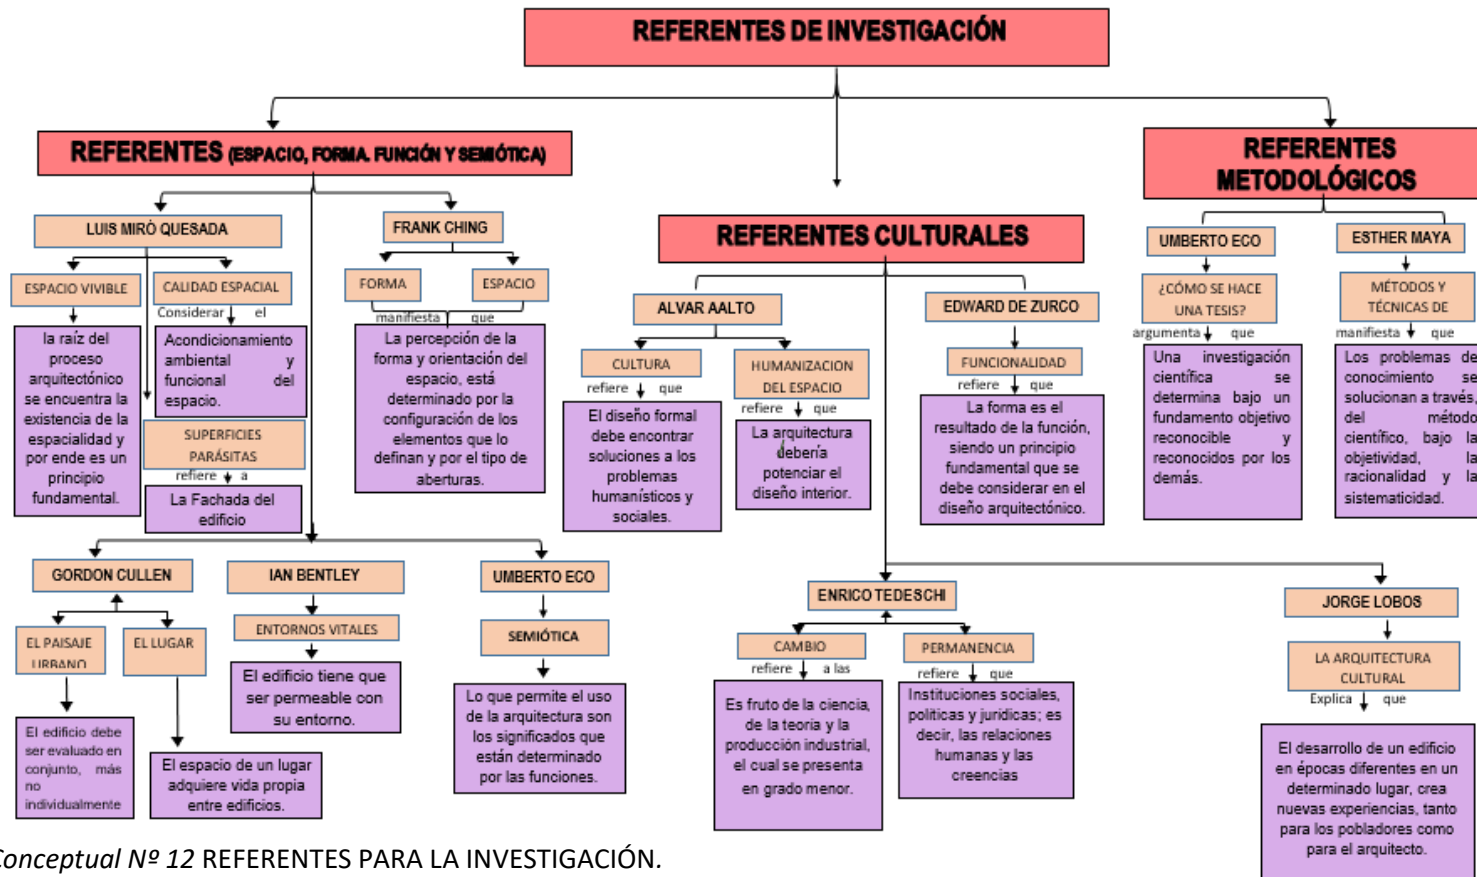 REFERENTES DE INVESTIGACIÓN
REFERENTES (ESPACIO, FORMA. FUNCIÓN Y SEMIÓTICA)
LUIS MIRÒ QUESADA
ESPACIO VIVIBLE
la raíz del
proceso
arquitectónico
se encuentra la
existencia de la
espacialidad y
por ende es un
principio
fundamental.
CALIDAD ESPACIAL
Considerar el
Acondicionamiento
ambiental y
funcional del
espacio.
SUPERFICIES
PARÁSITAS
refiere a
La Fachada del
edificio
FRANK CHING
FORMA
ESPACIO
manifiesta que
La percepción de la
forma y orientación del
espacio, está
determinado por la
configuración de los
elementos que lo
definan y por el tipo de
aberturas.
GORDON CULLEN
EL PAISAJE
URBANO
El edificio debe
ser evaluado en
conjunto, más
no
individualmente
EL LUGAR
El espacio de un lugar
adquiere vida propia
entre edificios.
IAN BENTLEY
ENTORNOS VITALES
El edificio tiene que
ser permeable con
su entorno.
UMBERTO ECO
SEMIÓTICA
Lo que permite el uso
de la arquitectura son
los significados que
están determinado
por las funciones.
REFERENTES CULTURALES
ALVAR AALTO
CULTURA
refiere que
El diseño formal
debe encontrar
soluciones a los
problemas
humanísticos y
sociales.
HUMANIZACION
DEL ESPACIO
refiere que
La arquitectura
debería
potenciar el
diseño interior.
EDWARD DE ZURCO
FUNCIONALIDAD
refiere que
La forma es el
resultado de la función,
siendo un principio
fundamental que se
debe considerar en el
diseño arquitectónico.
ENRICO TEDESCHI
CAMBIO
refiere a las
Es fruto de la ciencia,
de la teoría y la
producción industrial,
el cual se presenta
en grado menor.
PERMANENCIA
refiere que
Instituciones sociales,
políticas y jurídicas; es
decir, las relaciones
humanas y las
creencias
JORGE LOBOS
LA ARQUITECTURA
CULTURAL
Explica que
El desarrollo de un edificio
en épocas diferentes en un
determinado lugar, crea
nuevas experiencias, tanto
para los pobladores como
para el arquitecto.
REFERENTES
METODOLÓGICOS
UMBERTO ECO
¿CÓMO SE HACE
UNA TESIS?
argumenta que
Una investigación
científica se
determina bajo un
fundamento objetivo
reconocible y
reconocidos por los
demás.
ESTHER MAYA
MÉTODOS Y
TÉCNICAS DE
manifiesta que
Los problemas de
conocimiento se
solucionan a través,
del método
científico, bajo la
objetividad, la
racionalidad y la
sistematicidad.
Conceptual Nº 12 REFERENTES PARA LA INVESTIGACIÓN.